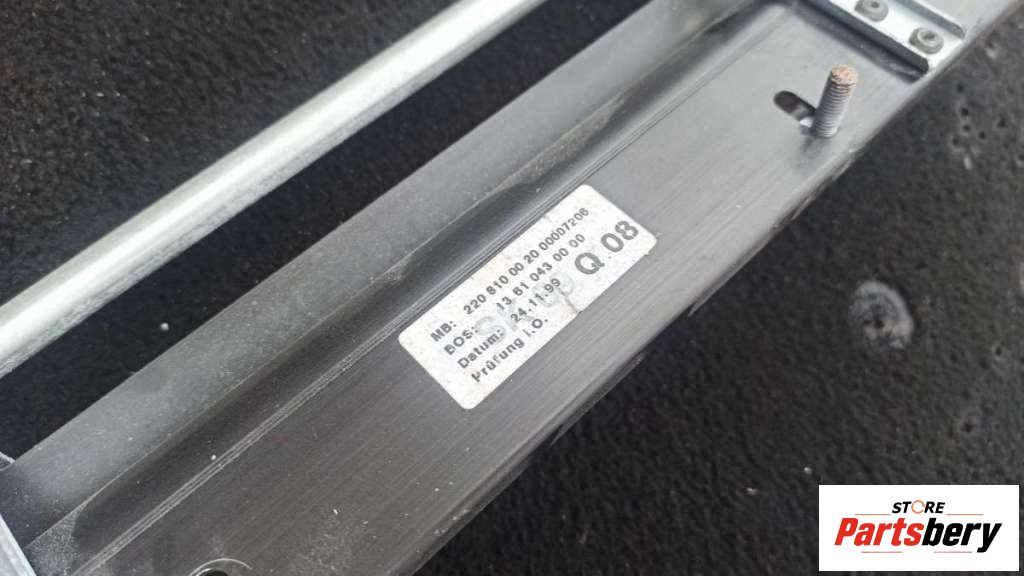 MB: 220 810 00 20 00007206
BOS: 13 61 043 00 00
Datum: 24.11.99
Prüfung i.O. Q 08
STORE
Partsbery